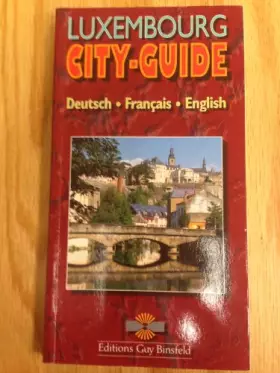 LUXEMBOURG
CITY-GUIDE
Deutsch • Français • English
Editions Guy Binsfeld